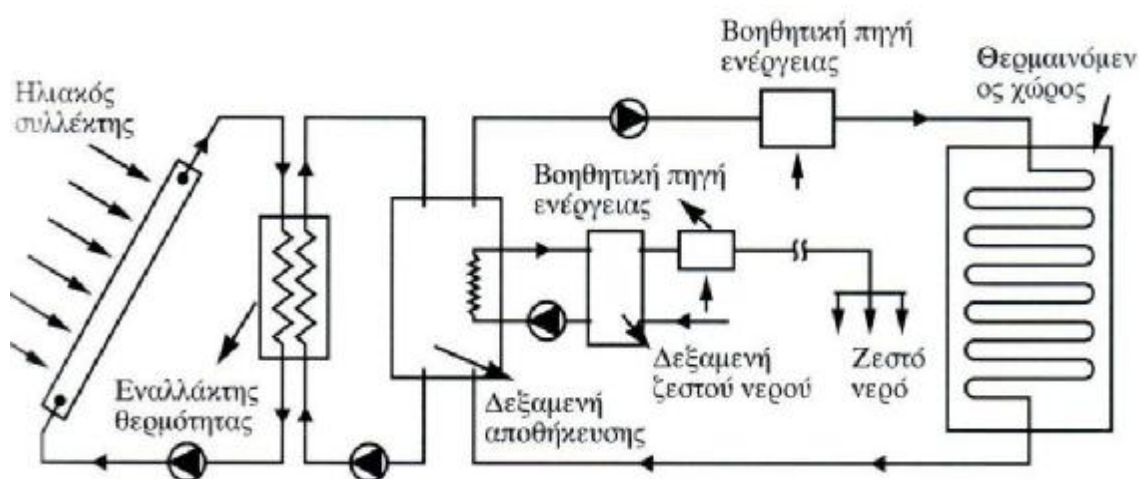 Βοηθητική πηγή
ενέργειας
Θερμαινόμεν
ος χώρος
Ηλιακός
συλλέκτης
Βοηθητική πηγή
ενέργειας
Εναλλάκτης
θερμότητας
Δεξαμενή
αποθήκευσης
Δεξαμενή
ζεστού νερού
Ζεστό
νερό